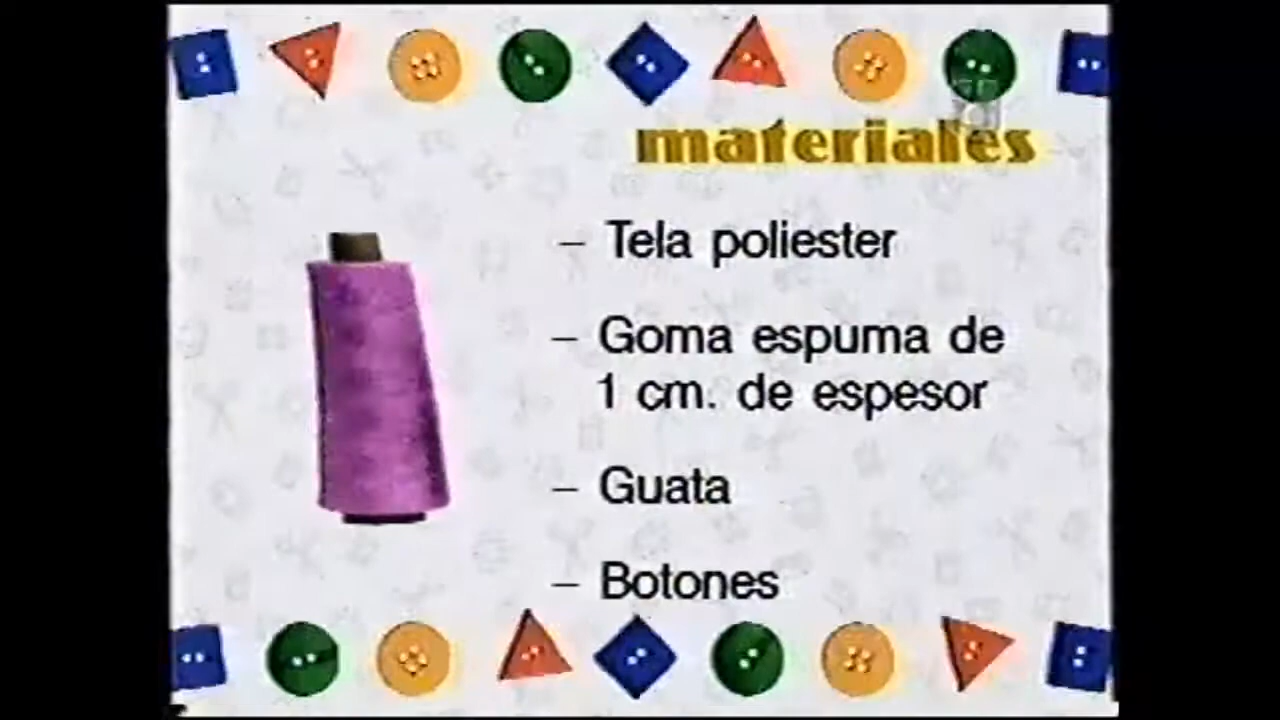 materiales
– Tela poliester
– Goma espuma de
1 cm. de espesor
– Guata
– Botones